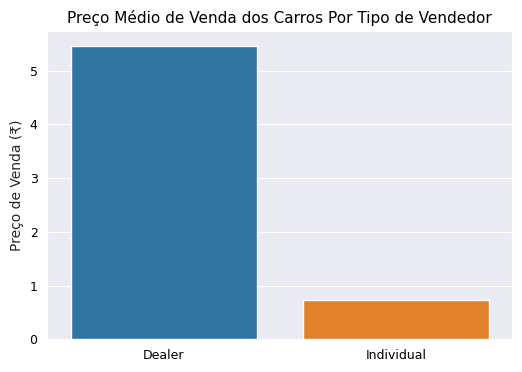 Preço Médio de Venda dos Carros Por Tipo de Vendedor
Preço de Venda (₹)
5
4
3
2
1
0
Dealer
Individual